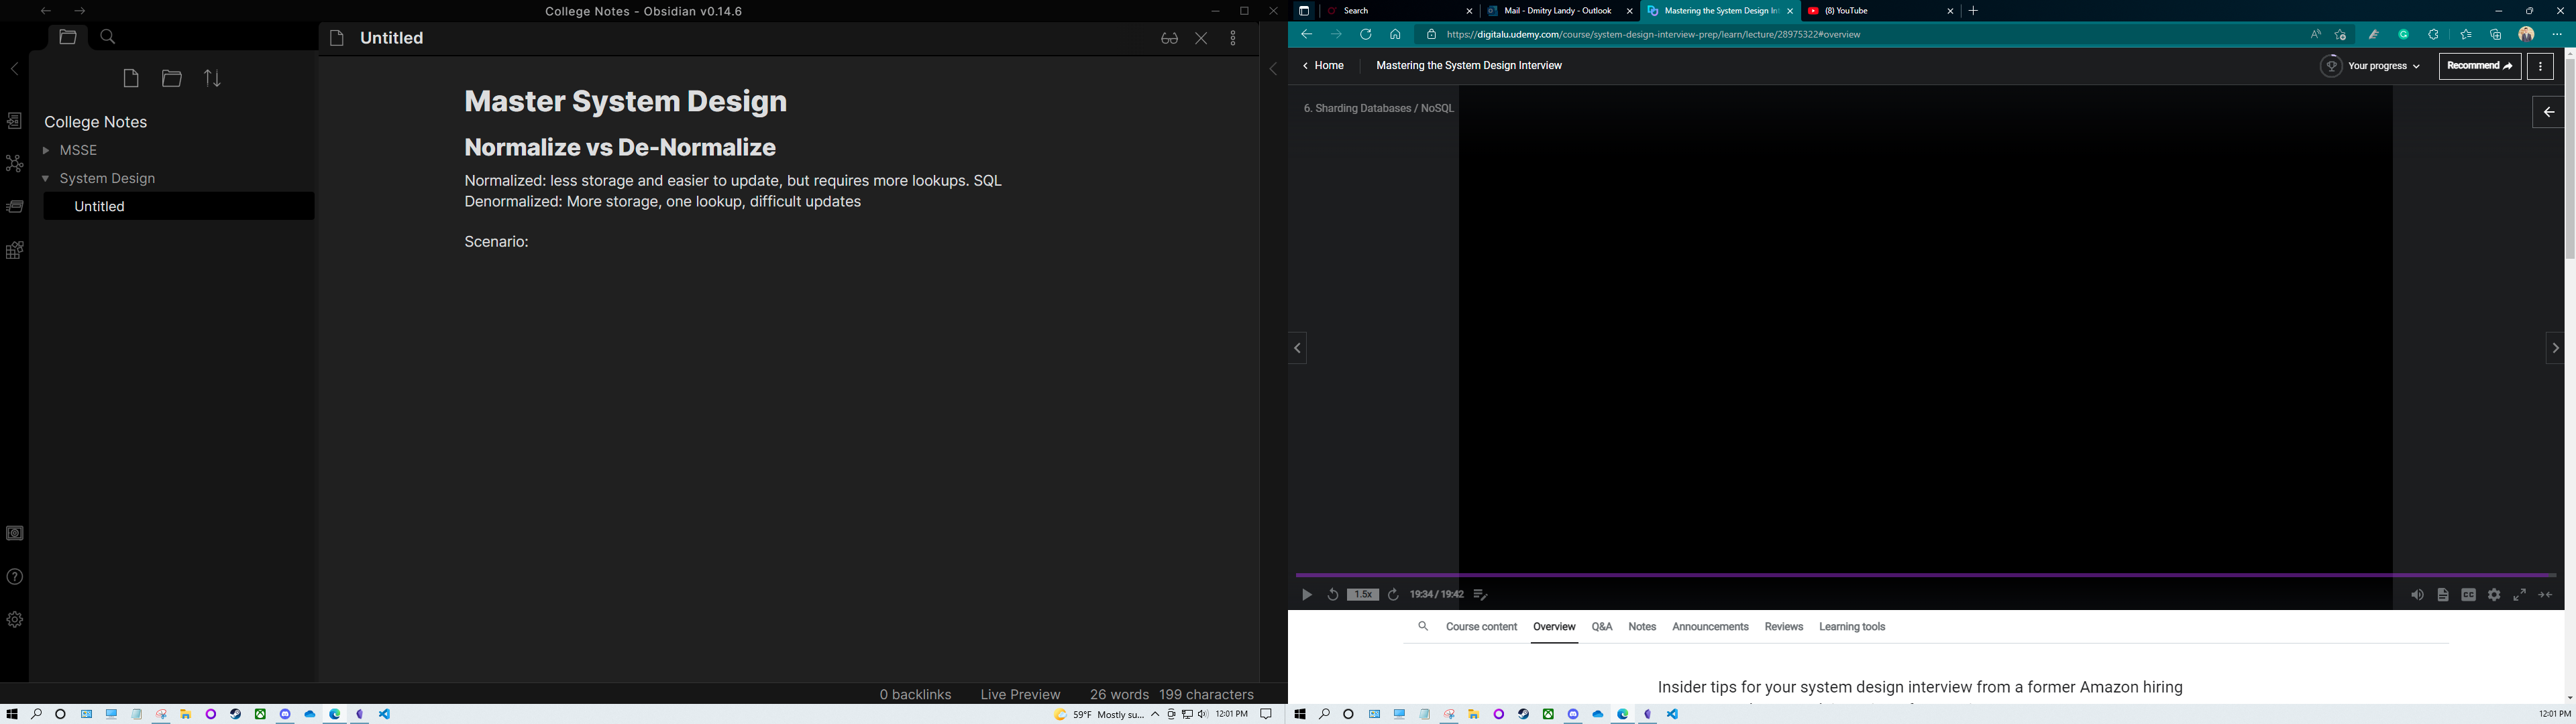 College Notes - Obsidian v0.14.6
Untitled
College Notes
MSSE
System Design
Untitled
Master System Design
Normalize vs De-Normalize
Normalized: less storage and easier to update, but requires more lookups. SQL
Denormalized: More storage, one lookup, difficult updates
Scenario:
0 backlinks Live Preview 26 words 199 characters
59°F Mostly su... 12:01 PM
Search
Mail - Dmitry Landy - Outlook
Mastering the System Design In
(8) YouTube
https://digitalu.udemy.com/course/system-design-interview-prep/learn/lecture/28975322#overview
Home
Mastering the System Design Interview
Your progress
Recommend
6. Sharding Databases / NoSQL
1.5x
19:34 / 19:42
CC
Course content Overview Q&A Notes Announcements Reviews Learning tools
Insider tips for your system design interview from a former Amazon hiring
12:01 PM